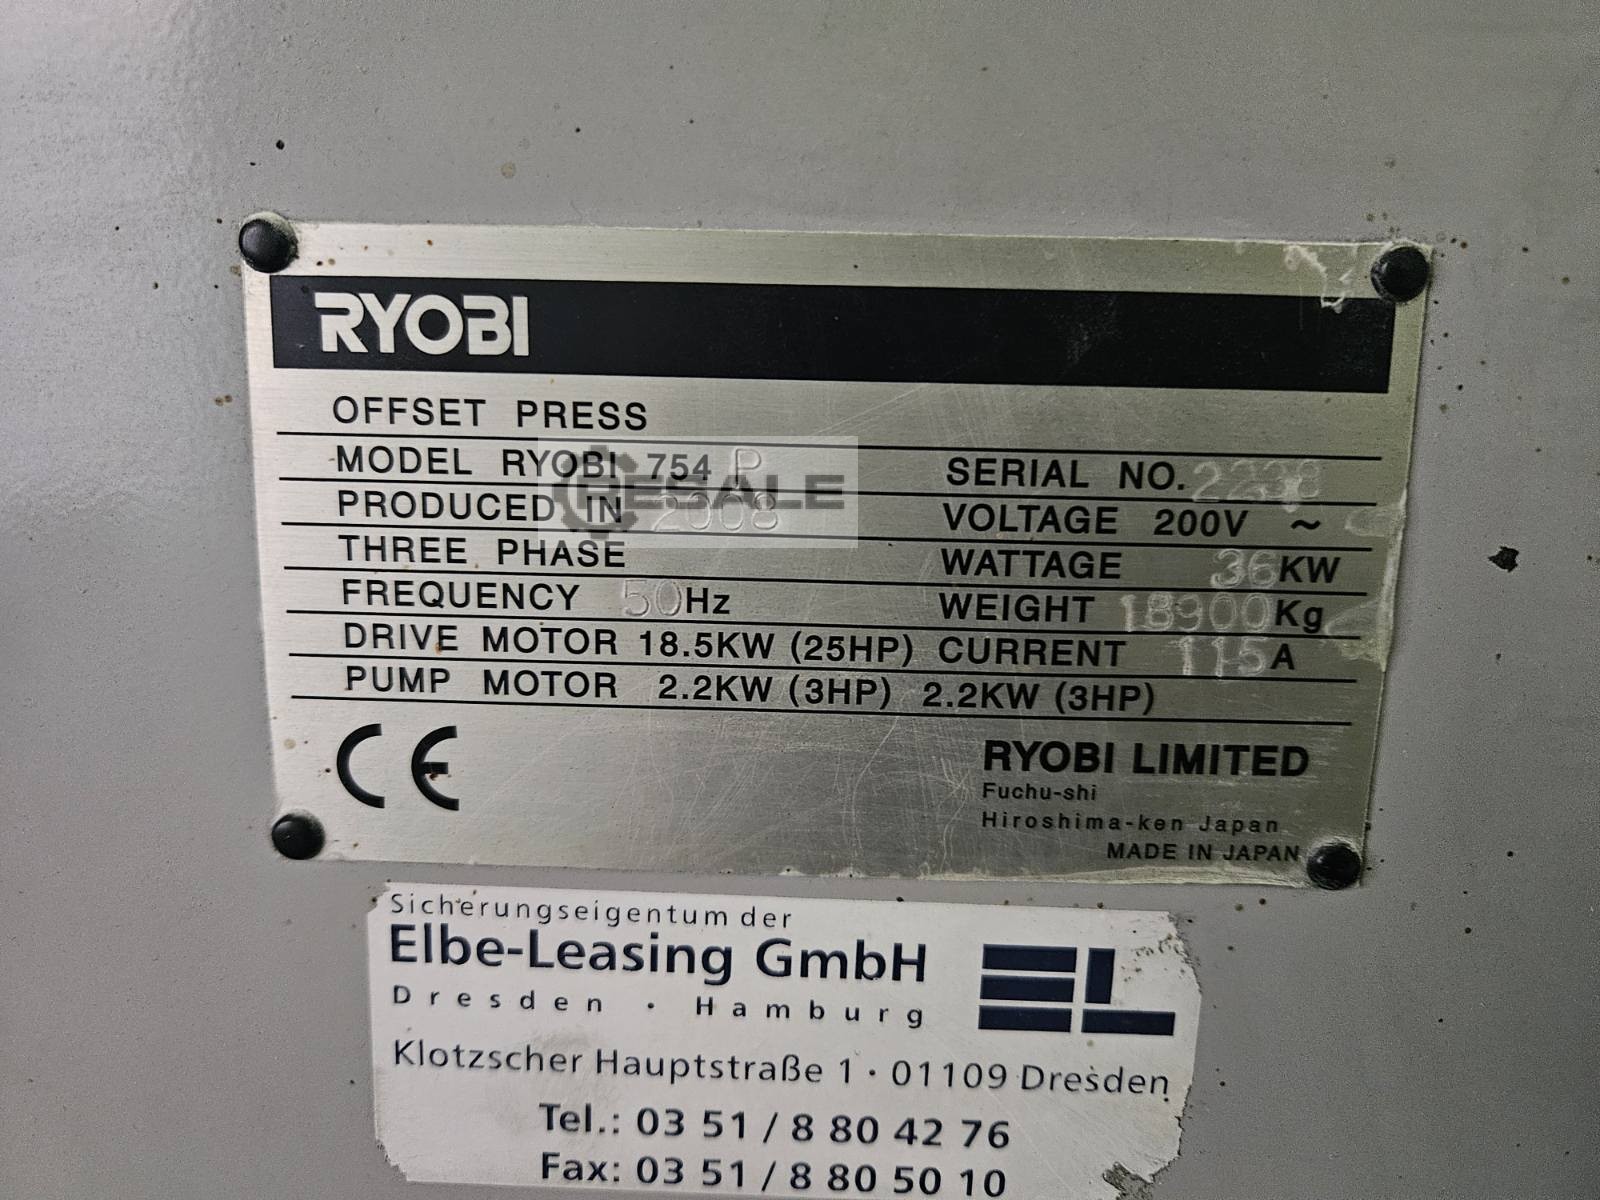 RYOBI
OFFSET PRESS
MODEL RYOBI 754 P SERIAL NO. 2238
PRODUCED IN 2008 VOLTAGE 200V ~
THREE PHASE WATTAGE 36KW
FREQUENCY 50Hz WEIGHT 18900Kg
DRIVE MOTOR 18.5KW (25HP) CURRENT 115A
PUMP MOTOR 2.2KW (3HP) 2.2KW (3HP)
CE
RYOBI LIMITED
Fuchu-shi
Hiroshima-ken Japan
MADE IN JAPAN
RESALE
Sicherungseigentum der
Elbe-Leasing GmbH
Dresden · Hamburg
EL
Klotzscher Hauptstraße 1 · 01109 Dresden
Tel.: 03 51 / 8 80 42 76
Fax: 03 51 / 8 80 50 10